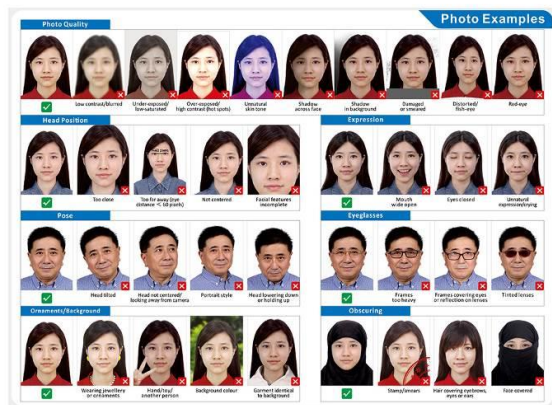 Photo Examples
Photo Quality
Low contrast/blurred
Under-exposed/
low-saturated
Over-exposed/
high contrast (hot spots)
Unnatural
skin tone
Shadow
across face
Shadow
in background
Damaged
or smeared
Distorted/
fish-eye
Red-eye
Head Position
Too close
Too far away (eye
distance < 60 pixels)
Not centered
Facial features
incomplete
Expression
Mouth
wide open
Eyes closed
Unnatural
expression/crying
Pose
Head tilted
Head not centered/
looking away from camera
Portrait style
Head lowering down
or holding up
Eyeglasses
Frames
too heavy
Frames covering eyes
or reflection on lenses
Tinted lenses
Ornaments/Background
Wearing jewellery
or ornaments
Hand/toy/
another person
Background colour
Garment identical
to background
Obscuring
Hair covering eyebrows,
eyes or ears
Face covered